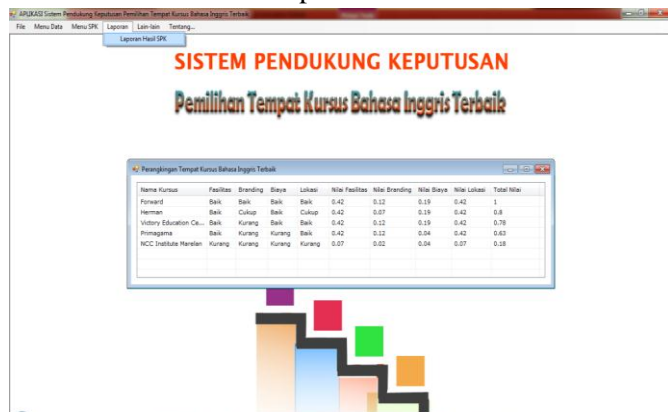 APLIKASI Sistem Pendukung Keputusan Pemilihan Tempat Kursus Bahasa Inggris Terbaik
File Menu Data Menu SPK Laporan Lain-lain Tentang...
Laporan Hasil SPK
SISTEM PENDUKUNG KEPUTUSAN
Pemilihan Tempat Kursus Bahasa Inggris Terbaik
Perangkingan Tempat Kursus Bahasa Inggris Terbaik
Nama Kursus Fasilitas Branding Biaya Lokasi Nilai Fasilitas Nilai Branding Nilai Biaya Nilai Lokasi Total Nilai
Forward Baik Baik Baik Baik 0.42 0.12 0.19 0.42 1
Herman Baik Cukup Baik Cukup 0.42 0.07 0.19 0.42 0.8
Victory Education Ce... Baik Kurang Baik Baik 0.42 0.12 0.19 0.42 0.78
Primagama Baik Kurang Kurang Baik 0.42 0.12 0.04 0.42 0.63
NCC Institute Marelan Kurang Kurang Kurang Kurang 0.07 0.02 0.04 0.07 0.18